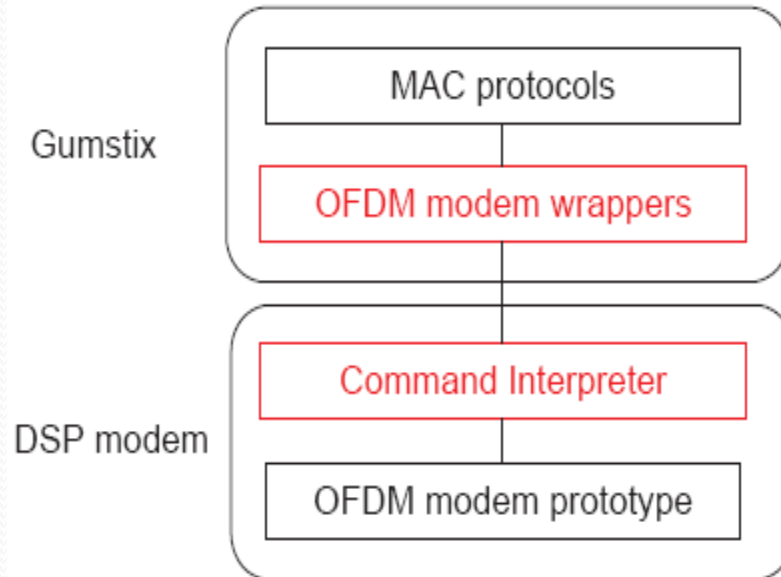 MAC protocols
Gumstix
OFDM modem wrappers
Command Interpreter
DSP modem
OFDM modem prototype